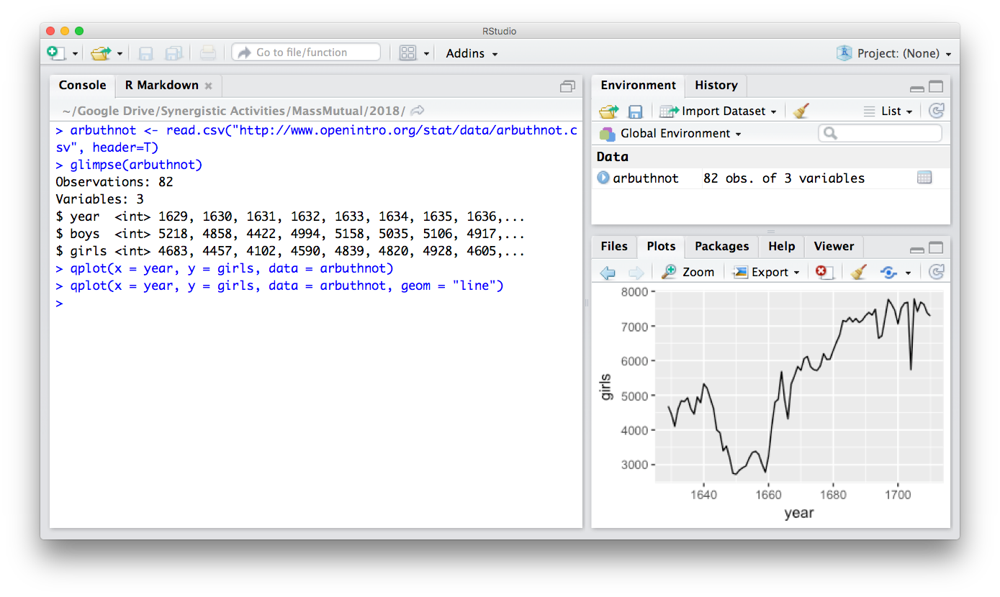 RStudio
Go to file/function
Addins
Project: (None)
Console R Markdown
~/Google Drive/Synergistic Activities/MassMutual/2018/
> arbuthnot <- read.csv("http://www.openintro.org/stat/data/arbuthnot.c
sv", header=T)
> glimpse(arbuthnot)
Observations: 82
Variables: 3
$ year  <int> 1629, 1630, 1631, 1632, 1633, 1634, 1635, 1636,...
$ boys  <int> 5218, 4858, 4422, 4994, 5158, 5035, 5106, 4917,...
$ girls <int> 4683, 4457, 4102, 4590, 4839, 4820, 4928, 4605,...
> qplot(x = year, y = girls, data = arbuthnot)
> qplot(x = year, y = girls, data = arbuthnot, geom = "line")
>
Environment History
Import Dataset List
Global Environment
Data
arbuthnot 82 obs. of 3 variables
Files Plots Packages Help Viewer
Zoom Export
8000
7000
6000
5000
4000
3000
girls
1640 1660 1680 1700
year